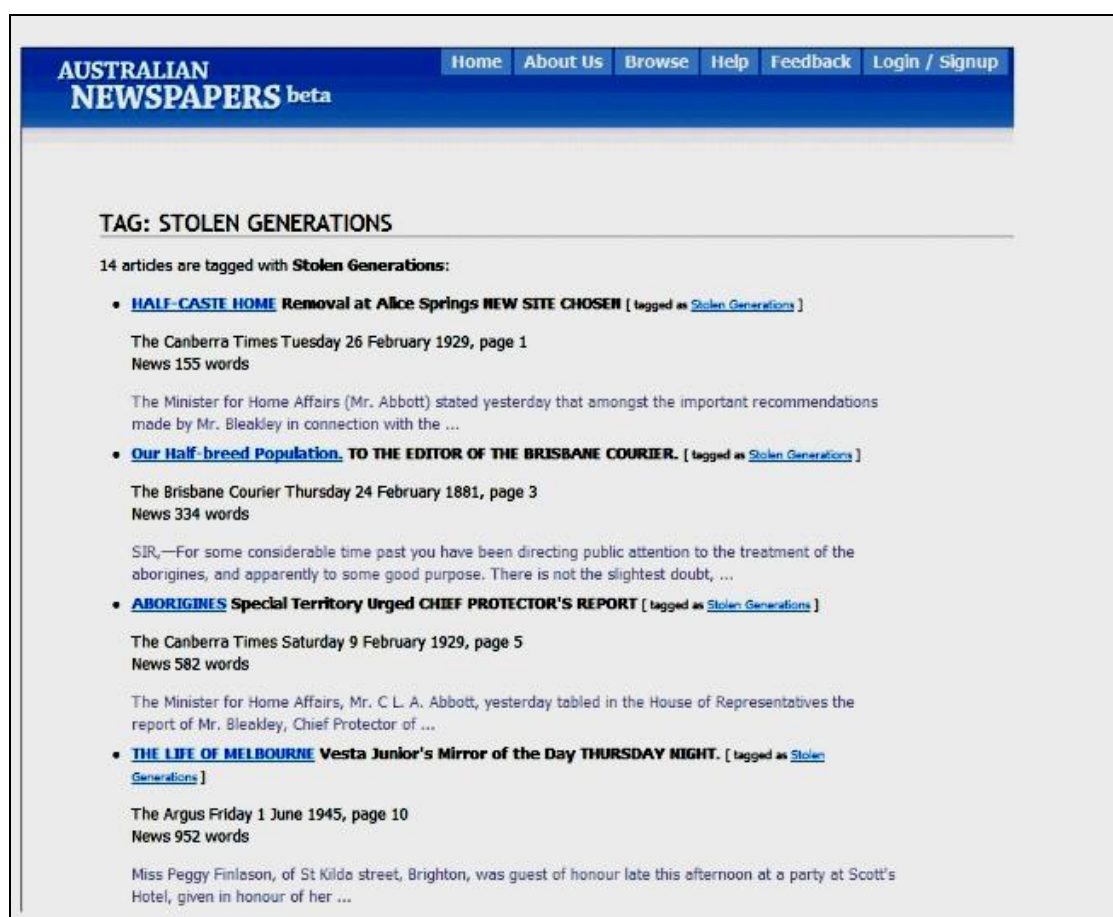 AUSTRALIAN
NEWSPAPERS beta
Home About Us Browse Help Feedback Login / Signup
TAG: STOLEN GENERATIONS
14 articles are tagged with Stolen Generations:
• HALF-CASTE HOME Removal at Alice Springs NEW SITE CHOSEN [ tagged as Stolen Generations ]
The Canberra Times Tuesday 26 February 1929, page 1
News 155 words
The Minister for Home Affairs (Mr. Abbott) stated yesterday that amongst the important recommendations
made by Mr. Bleakley in connection with the ...
• Our Half-breed Population. TO THE EDITOR OF THE BRISBANE COURIER. [ tagged as Stolen Generations ]
The Brisbane Courier Thursday 24 February 1881, page 3
News 334 words
SIR,—For some considerable time past you have been directing public attention to the treatment of the
aborigines, and apparently to some good purpose. There is not the slightest doubt, ...
• ABORIGINES Special Territory Urged CHIEF PROTECTOR'S REPORT [ tagged as Stolen Generations ]
The Canberra Times Saturday 9 February 1929, page 5
News 582 words
The Minister for Home Affairs, Mr. C L. A. Abbott, yesterday tabled in the House of Representatives the
report of Mr. Bleakley, Chief Protector of ...
• THE LIFE OF MELBOURNE Vesta Junior's Mirror of the Day THURSDAY NIGHT. [ tagged as Stolen
Generations ]
The Argus Friday 1 June 1945, page 10
News 952 words
Miss Peggy Finlason, of St Kilda street, Brighton, was guest of honour late this afternoon at a party at Scott's
Hotel, given in honour of her ...